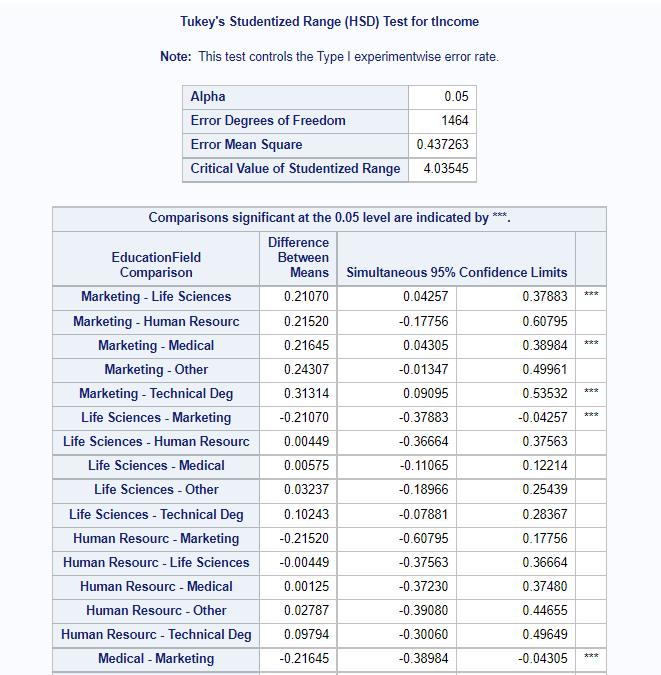 Tukey's Studentized Range (HSD) Test for tIncome
Note: This test controls the Type I experimentwise error rate.
Alpha 0.05
Error Degrees of Freedom 1464
Error Mean Square 0.437263
Critical Value of Studentized Range 4.03545
Comparisons significant at the 0.05 level are indicated by ***.
EducationField Comparison Difference Between Means Simultaneous 95% Confidence Limits
Marketing - Life Sciences 0.21070 0.04257 0.37883 ***
Marketing - Human Resourc 0.21520 -0.17756 0.60795
Marketing - Medical 0.21645 0.04305 0.38984 ***
Marketing - Other 0.24307 -0.01347 0.49961
Marketing - Technical Deg 0.31314 0.09095 0.53532 ***
Life Sciences - Marketing -0.21070 -0.37883 -0.04257 ***
Life Sciences - Human Resourc 0.00449 -0.36664 0.37563
Life Sciences - Medical 0.00575 -0.11065 0.12214
Life Sciences - Other 0.03237 -0.18966 0.25439
Life Sciences - Technical Deg 0.10243 -0.07881 0.28367
Human Resourc - Marketing -0.21520 -0.60795 0.17756
Human Resourc - Life Sciences -0.00449 -0.37563 0.36664
Human Resourc - Medical 0.00125 -0.37230 0.37480
Human Resourc - Other 0.02787 -0.39080 0.44655
Human Resourc - Technical Deg 0.09794 -0.30060 0.49649
Medical - Marketing -0.21645 -0.38984 -0.04305 ***